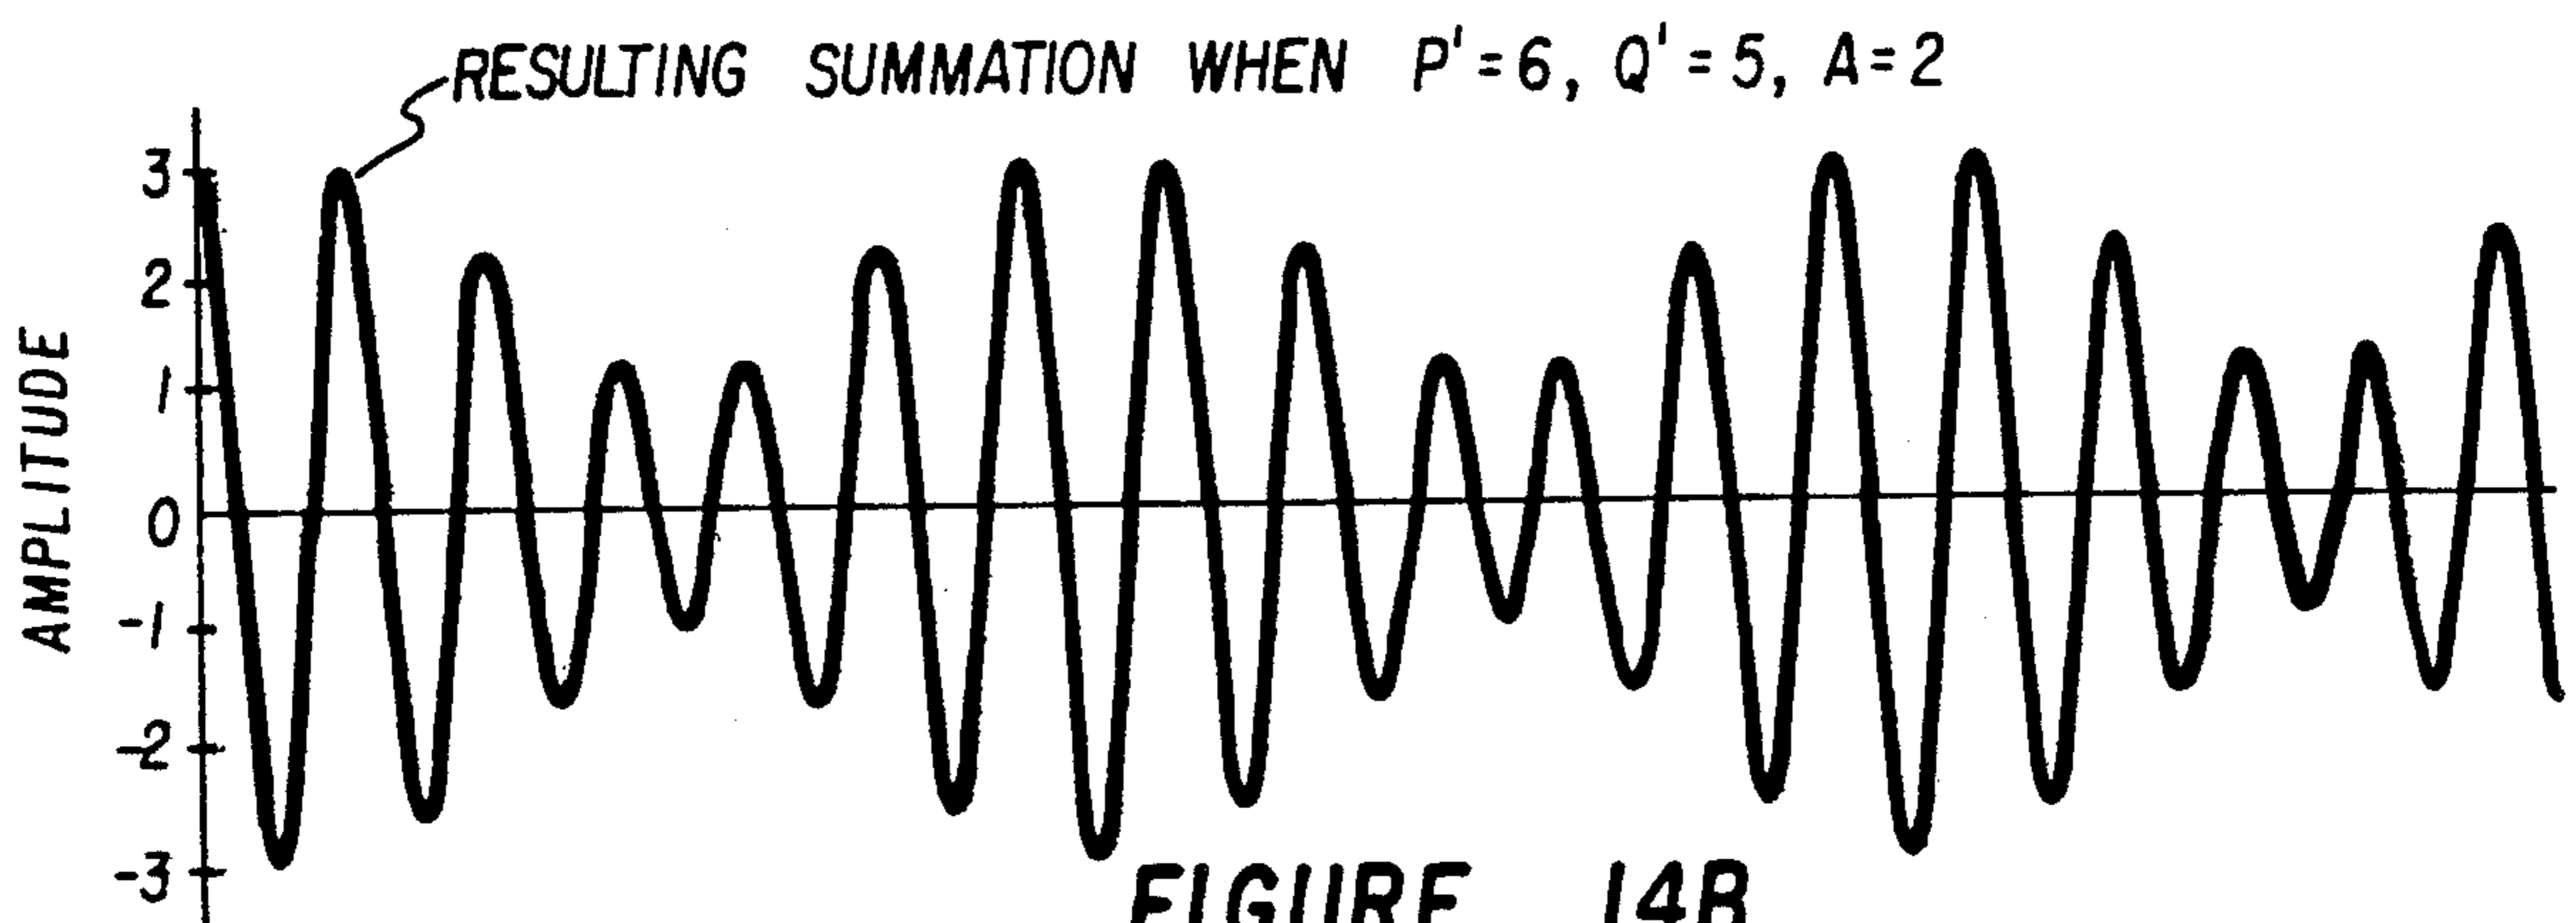 RESULTING SUMMATION WHEN P'=6, Q'=5, A=2
3
2
1
0
-1
-2
-3
AMPLITUDE
FIGURE 14B